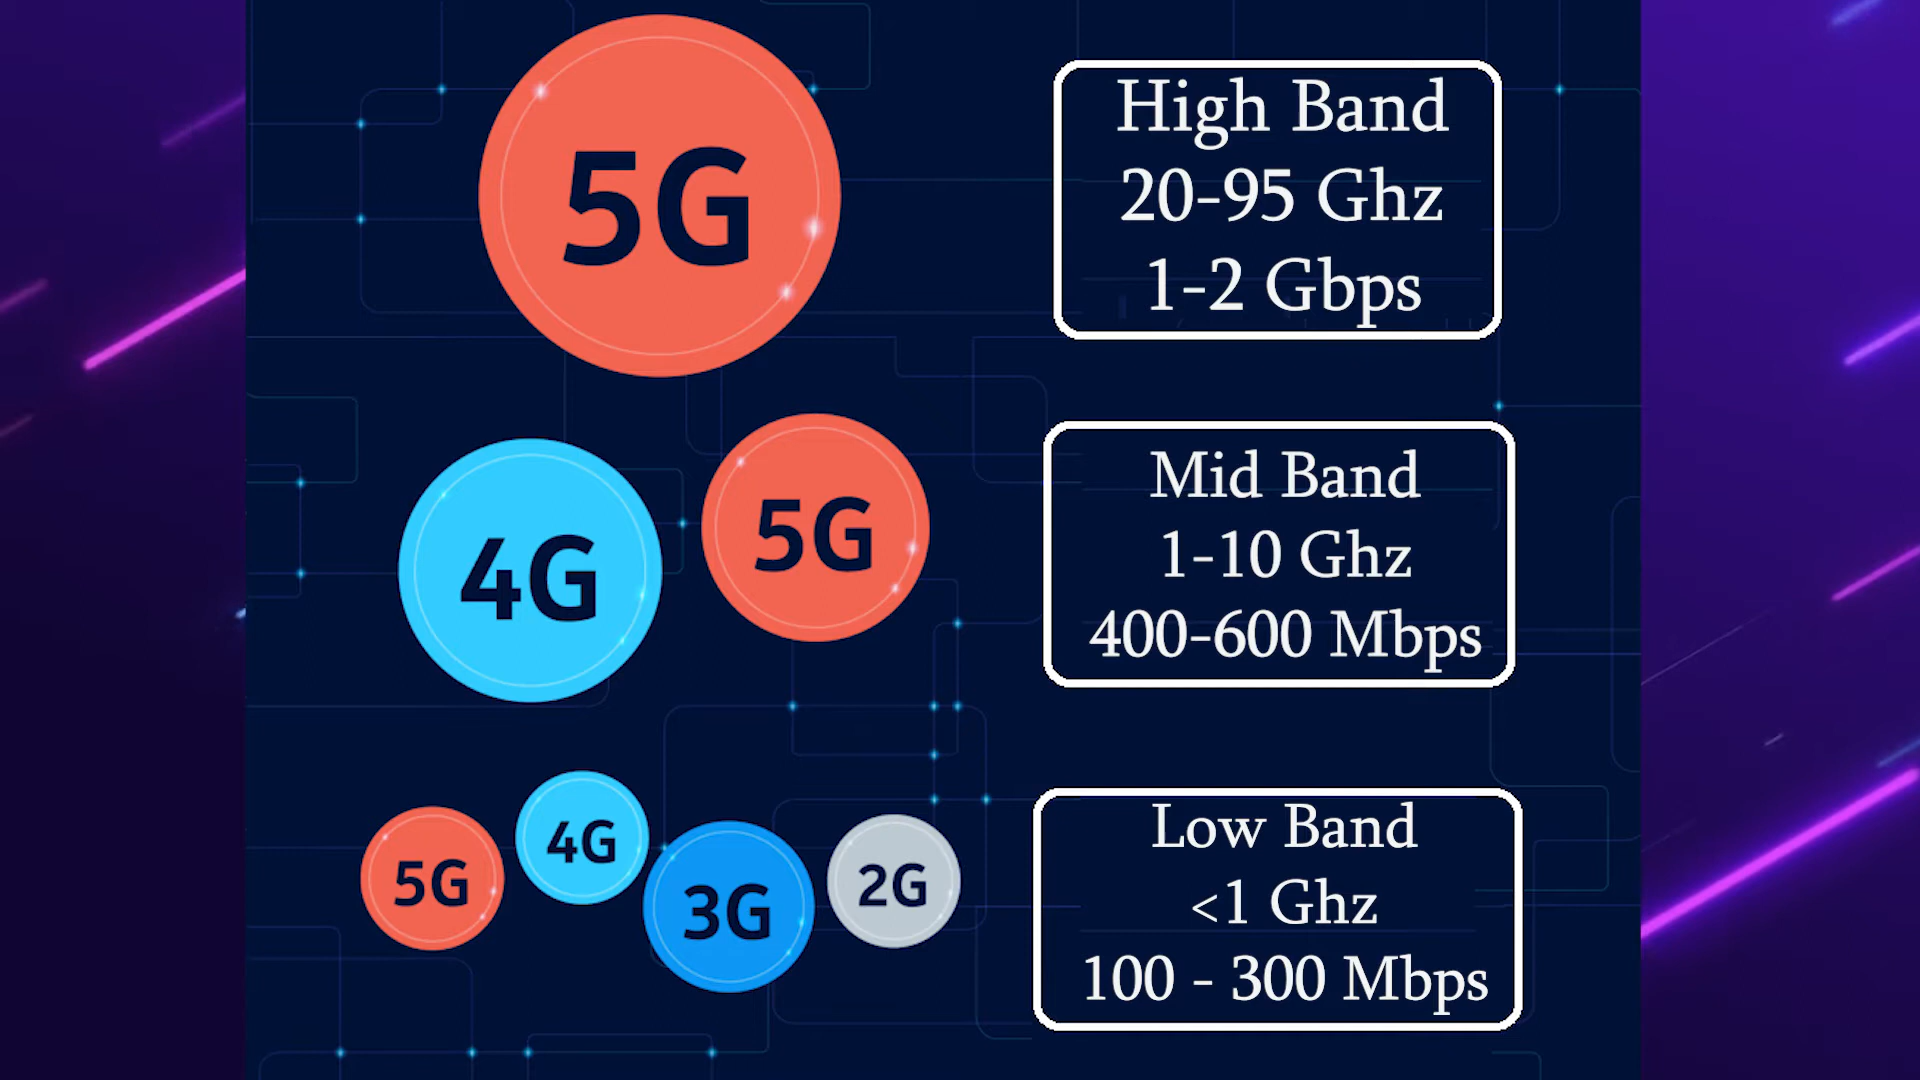 5G
High Band
20-95 Ghz
1-2 Gbps
4G
5G
Mid Band
1-10 Ghz
400-600 Mbps
5G
4G
3G
2G
Low Band
<1 Ghz
100 - 300 Mbps